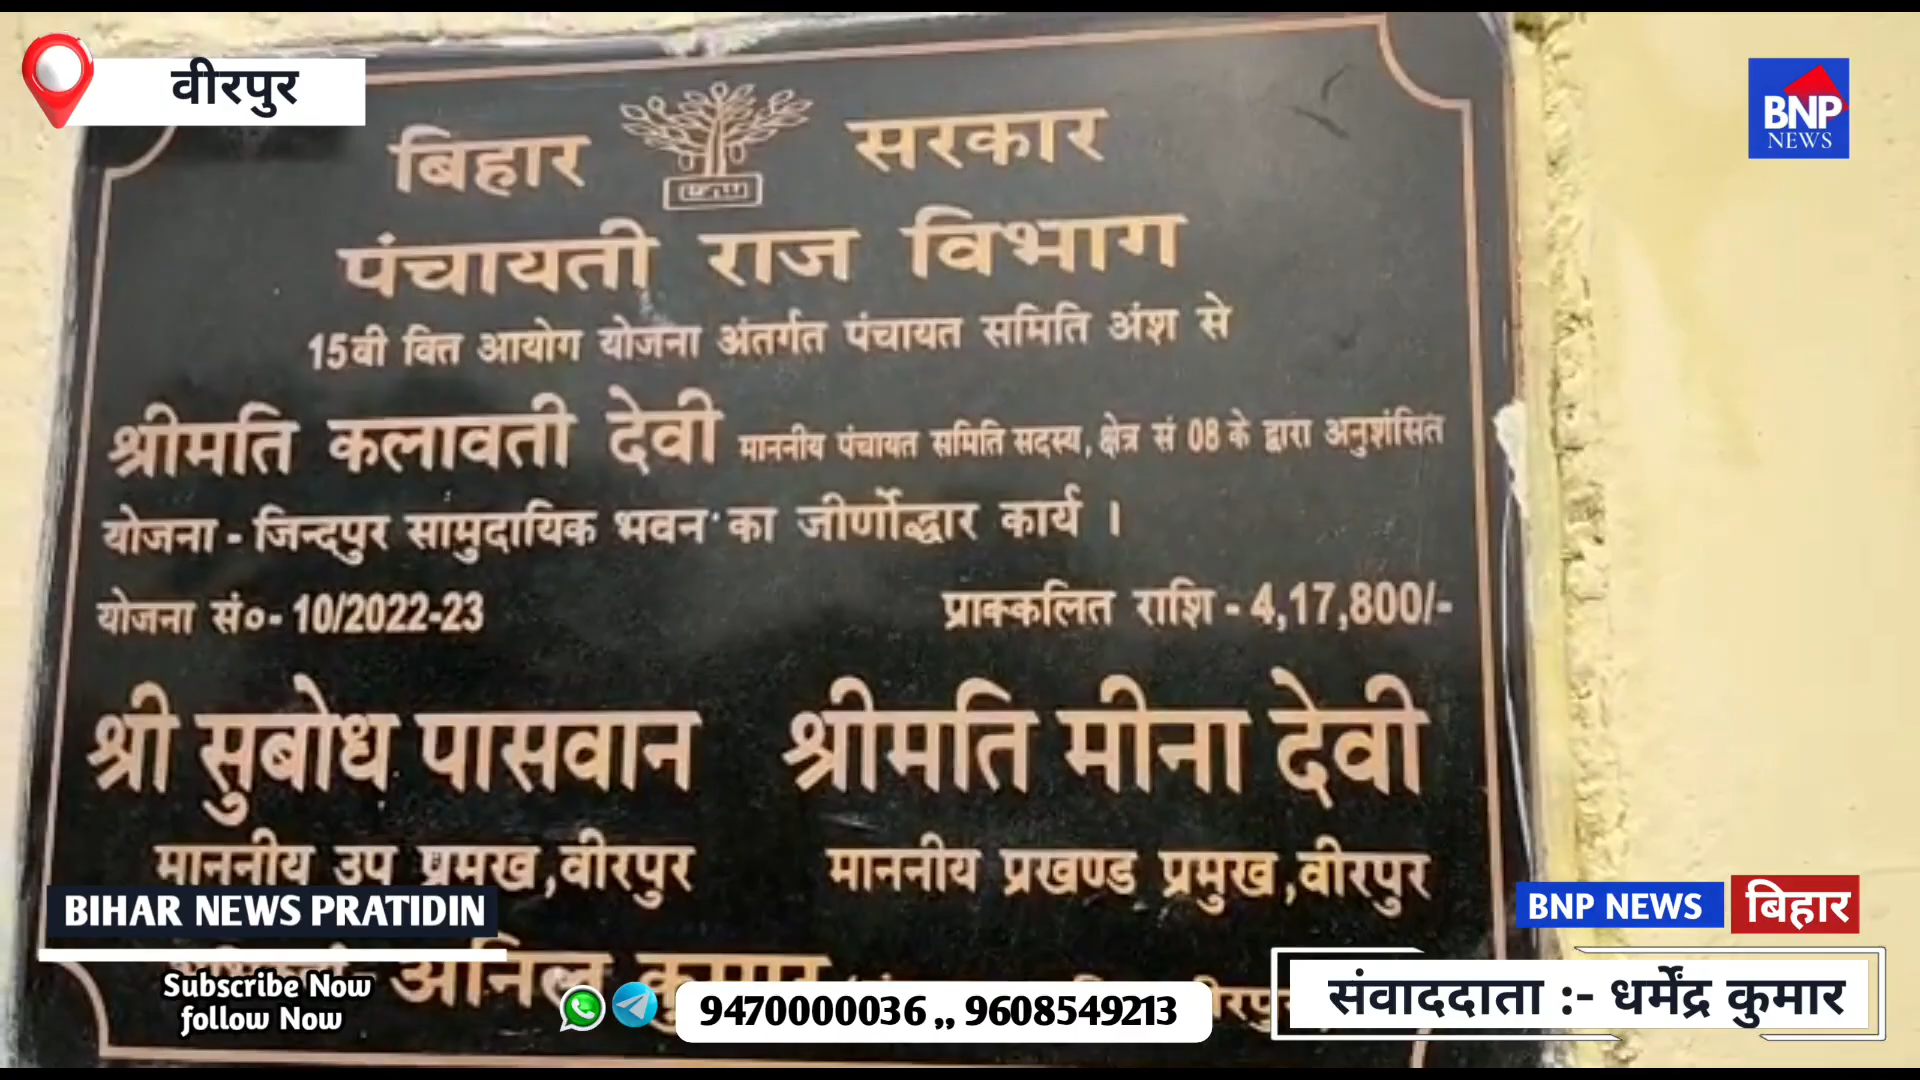 वीरपुर
BNP
NEWS
बिहार सरकार
पंचायती राज विभाग
15वी वित्त आयोग योजना अंतर्गत पंचायत समिति अंश से
श्रीमति कलावती देवी माननीय पंचायत समिति सदस्य, क्षेत्र सं 08 के द्वारा अनुशंसित
योजना - जिन्दपुर सामुदायिक भवन का जीर्णोद्धार कार्य ।
योजना सं०- 10/2022-23 प्राक्कलित राशि - 4,17,800/-
श्री सुबोध पासवान श्रीमति मीना देवी
माननीय उप प्रमुख,वीरपुर माननीय प्रखण्ड प्रमुख,वीरपुर
BIHAR NEWS PRATIDIN
BNP NEWS बिहार
अनिल कुमार
Subscribe Now
follow Now
9470000036 ,, 9608549213
संवाददाता :- धर्मेंद्र कुमार